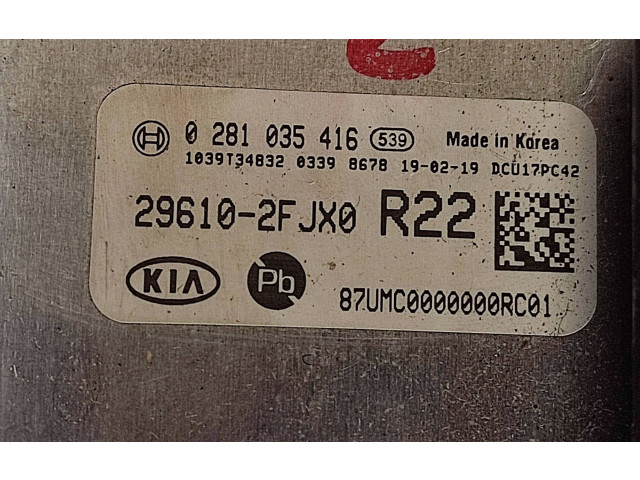 0 281 035 416 539 Made in Korea
1039T34832 0339 8678 19-02-19 DCU17PC42
29610-2FJX0 R22
KIA Pb
87UMC0000000RC01